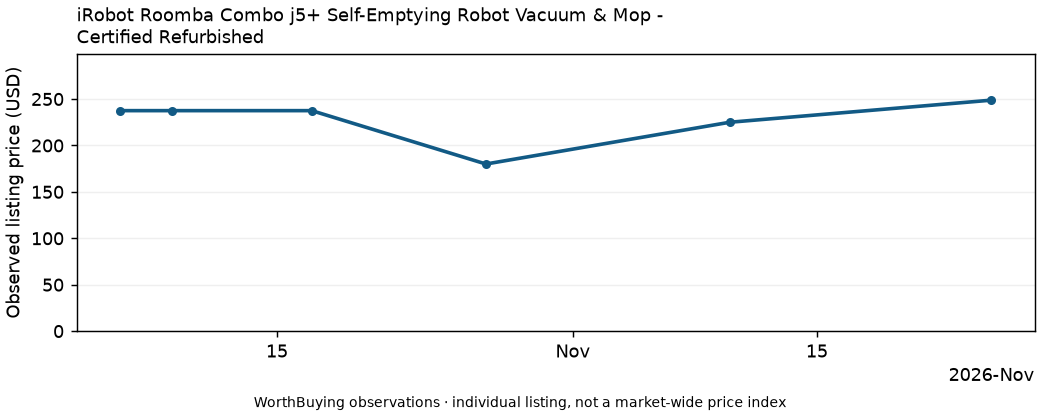 iRobot Roomba Combo j5+ Self-Emptying Robot Vacuum & Mop -
Certified Refurbished
Observed listing price (USD)
250
200
150
100
50
0
15
Nov
15
2026-Nov
WorthBuying observations · individual listing, not a market-wide price index